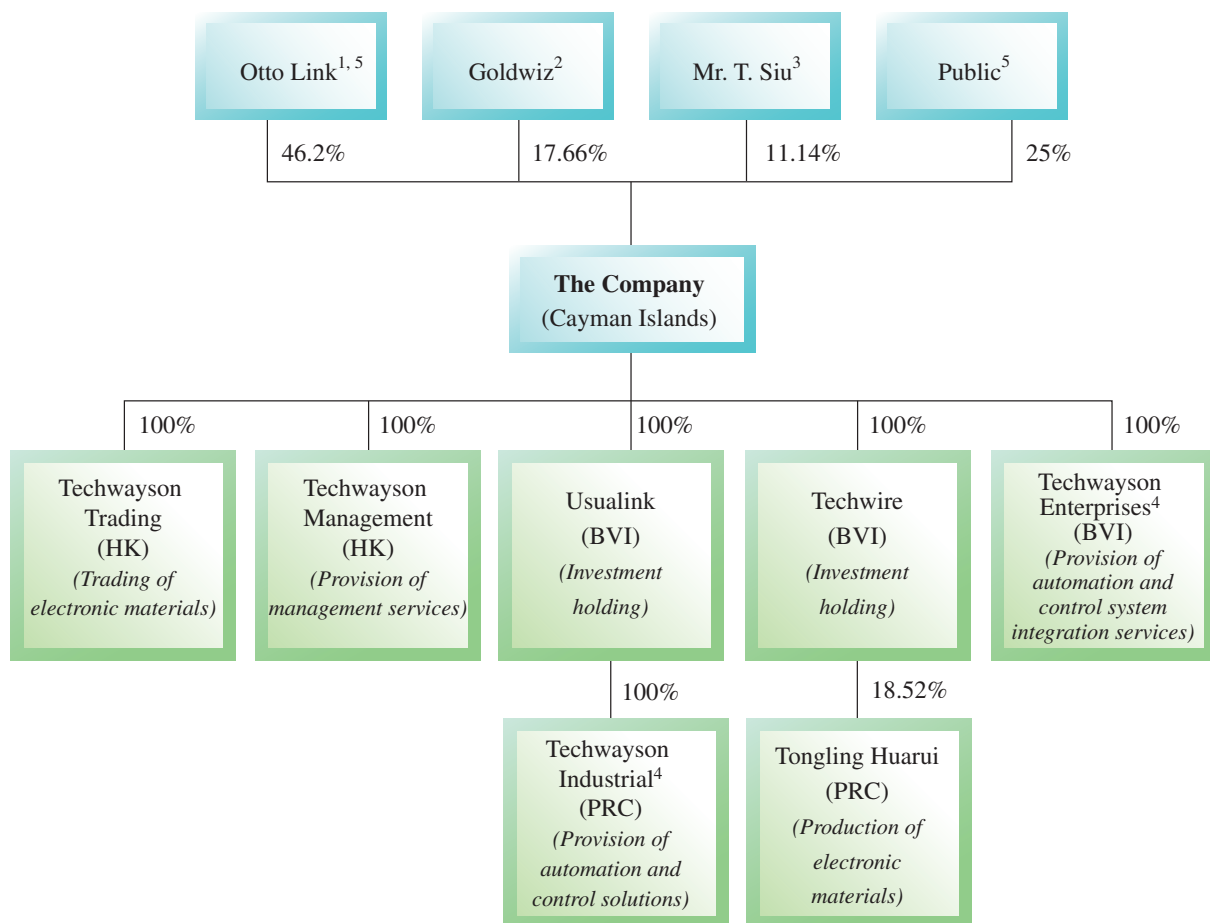 Otto Link1, 5
Goldwiz2
Mr. T. Siu3
Public5
46.2%
17.66%
11.14%
25%
The Company
(Cayman Islands)
100%
100%
100%
100%
100%
Techwayson
Trading
(HK)
(Trading of
electronic materials)
Techwayson
Management
(HK)
(Provision of
management services)
Usualink
(BVI)
(Investment
holding)
Techwire
(BVI)
(Investment
holding)
Techwayson
Enterprises4
(BVI)
(Provision of
automation and
control system
integration services)
100%
18.52%
Techwayson
Industrial4
(PRC)
(Provision of
automation and
control solutions)
Tongling Huarui
(PRC)
(Production of
electronic
materials)